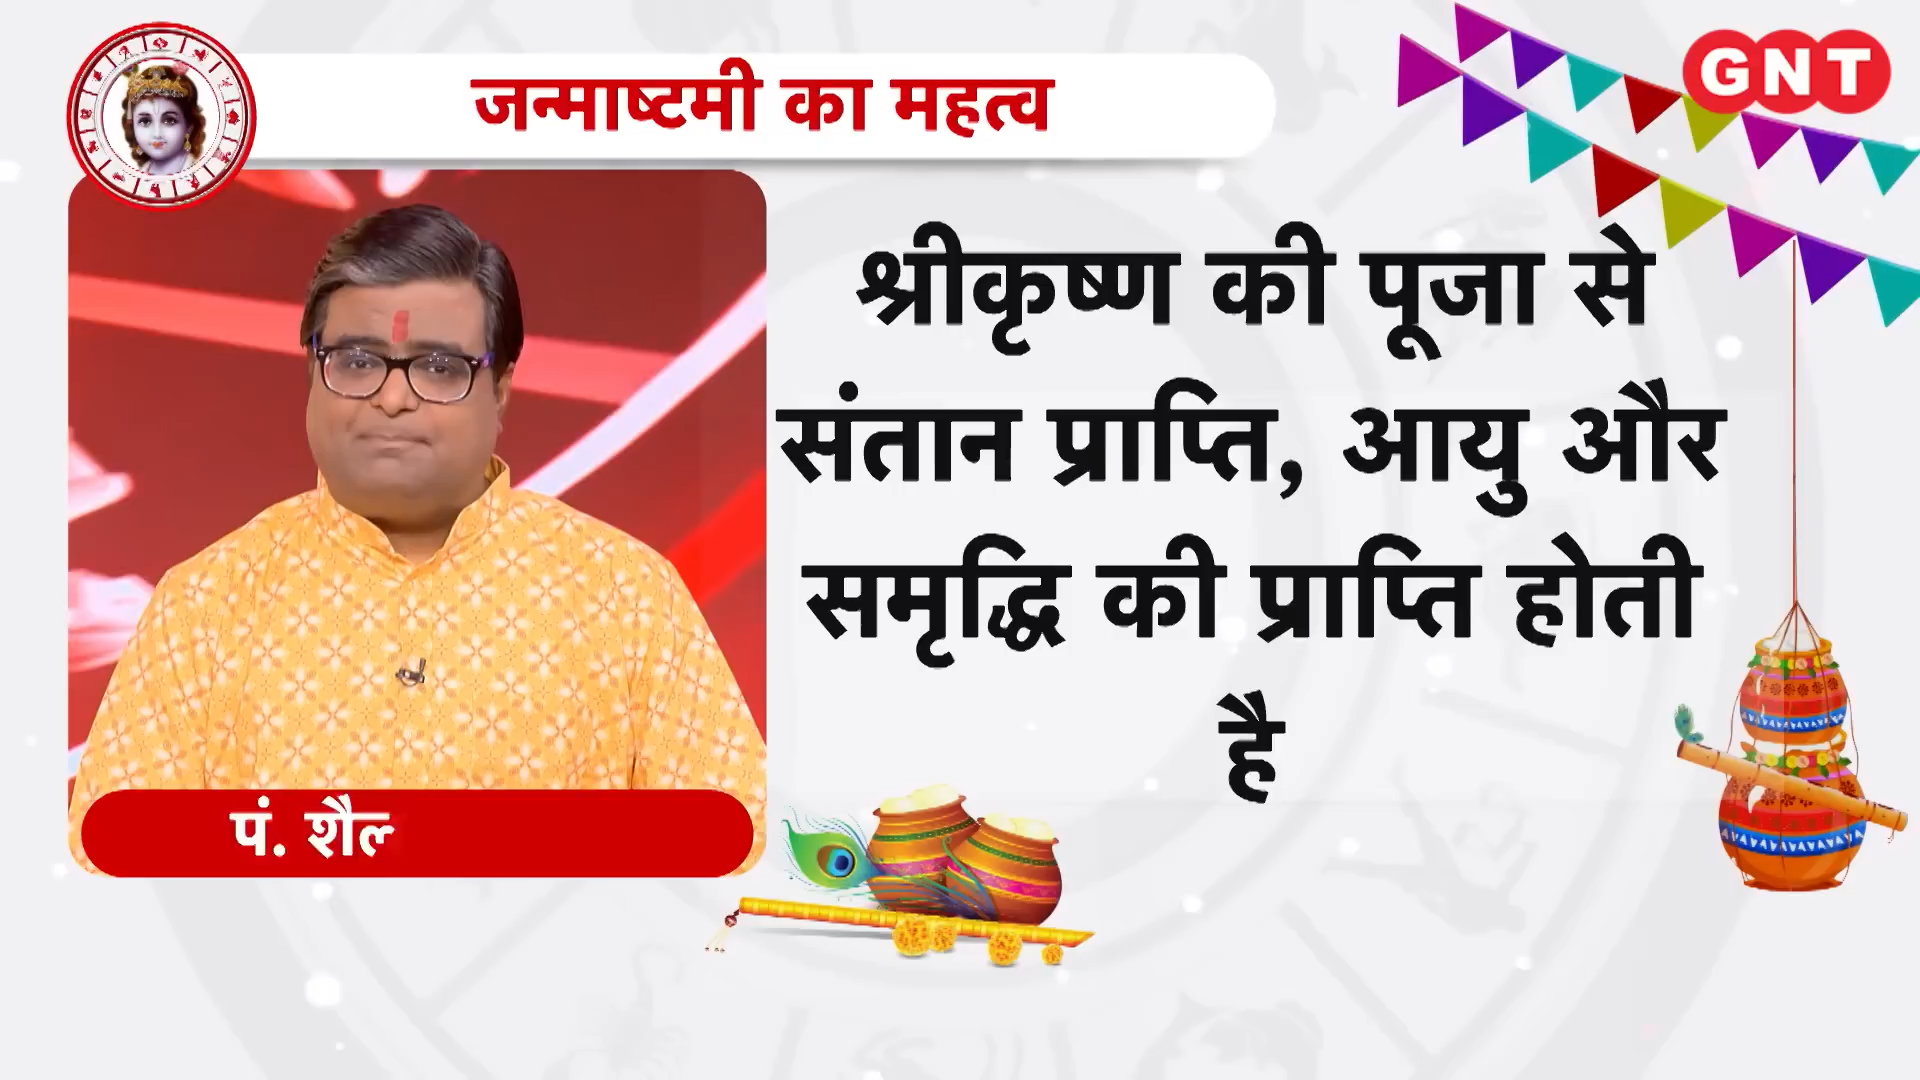 जन्माष्टमी का महत्व
GNT
श्रीकृष्ण की पूजा से
संतान प्राप्ति, आयु और
समृद्धि की प्राप्ति होती
है
पं. शैल